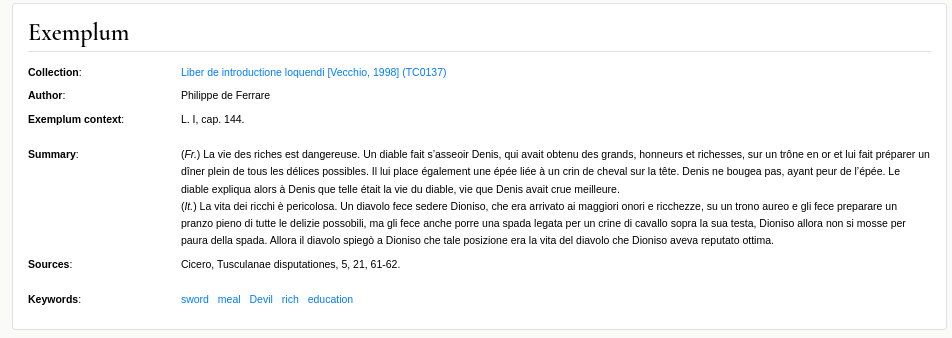 Exemplum
Collection: Liber de introductione loquendi [Vecchio, 1998] (TC0137)
Author: Philippe de Ferrare
Exemplum context: L. I, cap. 144.
Summary: (Fr.) La vie des riches est dangereuse. Un diable fait s'asseoir Denis, qui avait obtenu des grands, honneurs et richesses, sur un trône en or et lui fait préparer un
dîner plein de tous les délices possibles. Il lui place également une épée liée à un crin de cheval sur la tête. Denis ne bougea pas, ayant peur de l'épée. Le
diable expliqua alors à Denis que telle était la vie du diable, vie que Denis avait crue meilleure.
(It.) La vita dei ricchi è pericolosa. Un diavolo fece sedere Dioniso, che era arrivato ai maggiori onori e ricchezze, su un trono aureo e gli fece preparare un
pranzo pieno di tutte le delizie possobili, ma gli fece anche porre una spada legata per un crine di cavallo sopra la sua testa, Dioniso allora non si mosse per
paura della spada. Allora il diavolo spiegò a Dioniso che tale posizione era la vita del diavolo che Dioniso aveva reputato ottima.
Sources: Cicero, Tusculanae disputationes, 5, 21, 61-62.
Keywords: sword meal Devil rich education